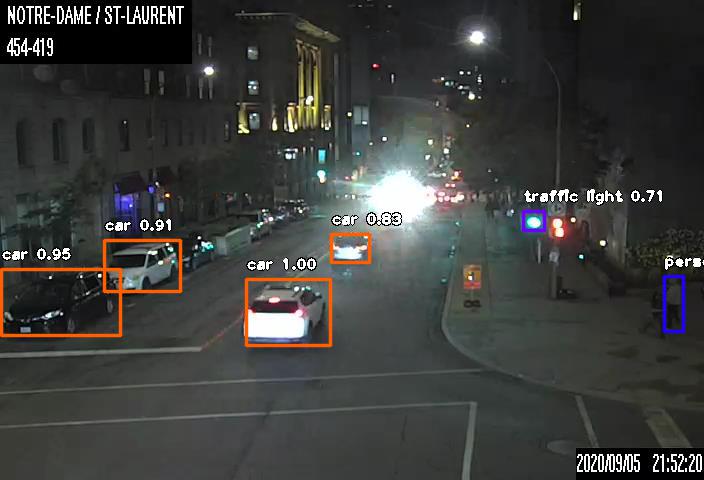 NOTRE-DAME / ST-LAURENT
454-419
traffic light 0.71
car 0.83
car 0.91
car 0.95
car 1.00
pers
2020/09/05 21:52:20